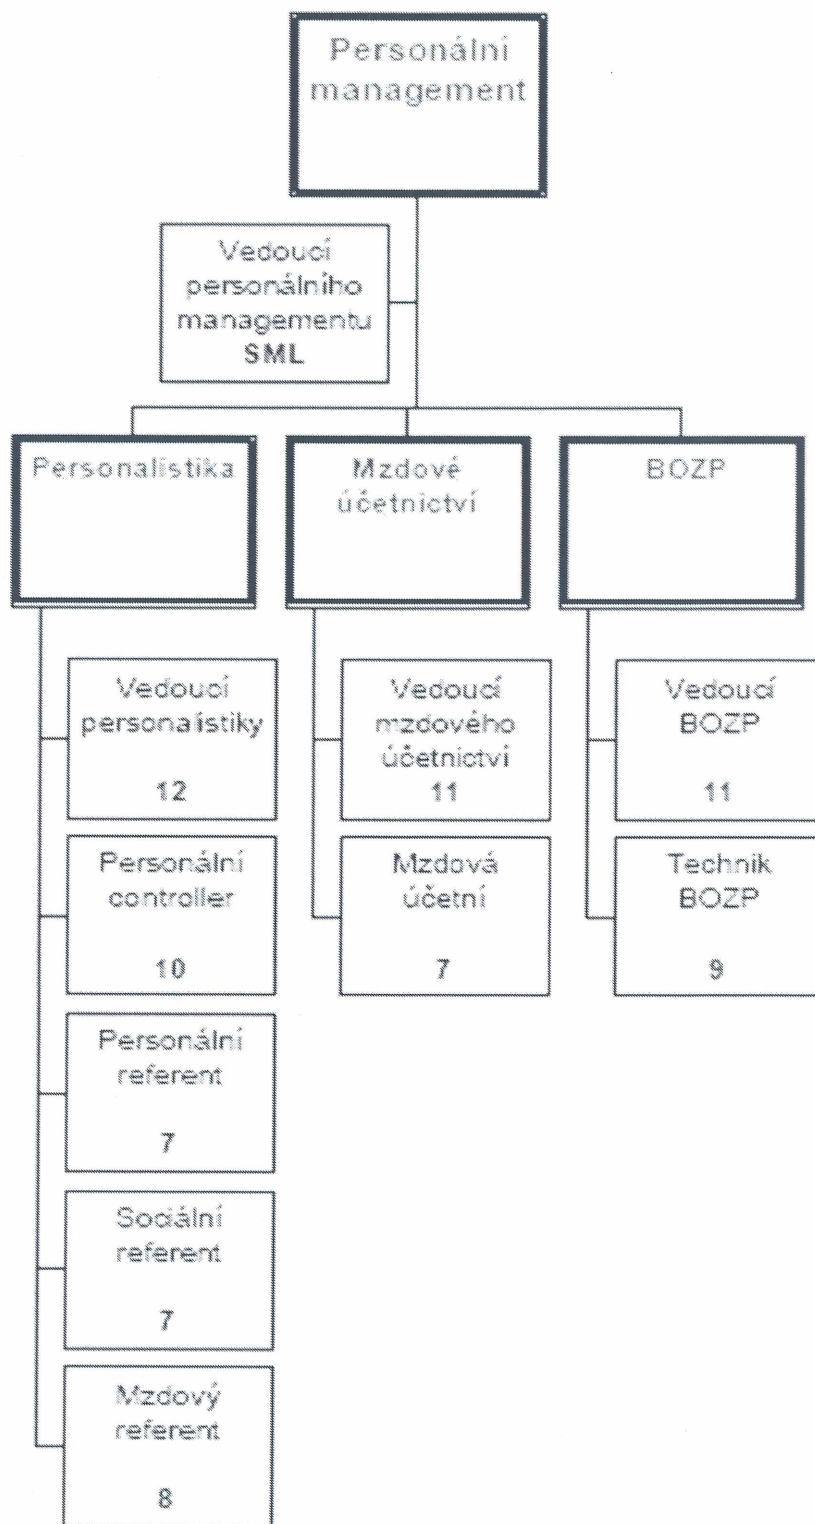 Personální
management
Vedoucí
personálního
managementu
SML
Personalistika
Vedoucí
personalistiky
12
Personální
controller
10
Personální
referent
7
Sociální
referent
7
Mzdový
referent
8
Mzdové
účetnictví
Vedoucí
mzdového
účetnictví
11
Mzdová
účetní
7
BOZP
Vedoucí
BOZP
11
Technik
BOZP
9